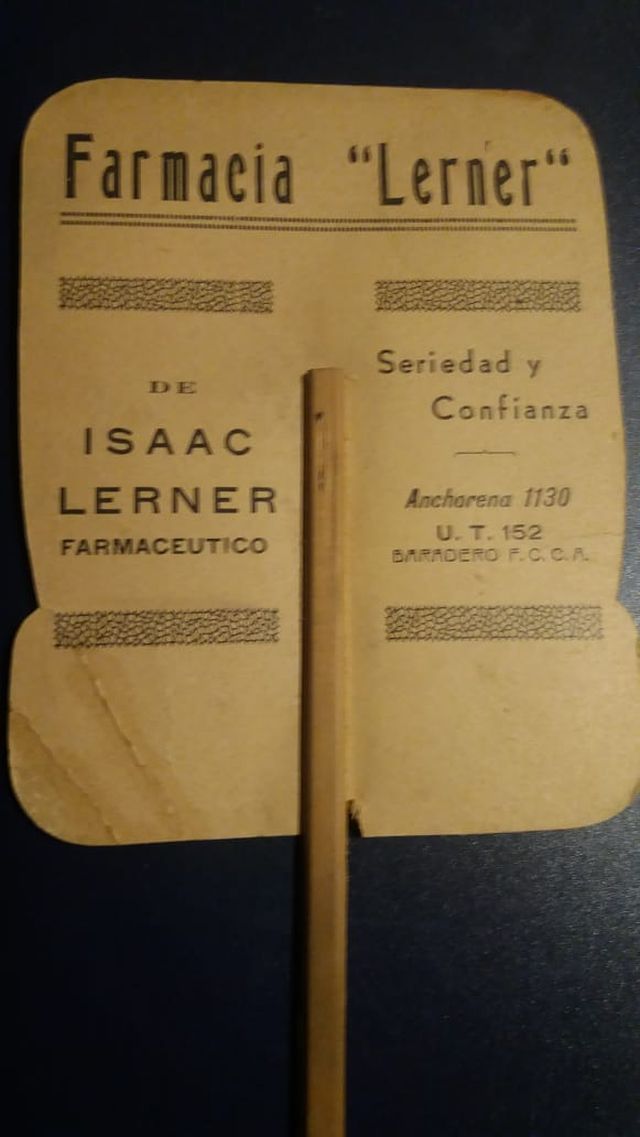 Farmacia "Lerner"
DE
ISAAC
LERNER
FARMACEUTICO
Seriedad y
Confianza
Anchorena 1130
U. T. 152
BARADERO F. C. C. A.